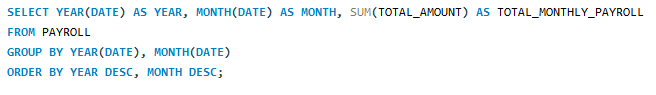 SELECT YEAR(DATE) AS YEAR, MONTH(DATE) AS MONTH, SUM(TOTAL_AMOUNT) AS TOTAL_MONTHLY_PAYROLL
FROM PAYROLL
GROUP BY YEAR(DATE), MONTH(DATE)
ORDER BY YEAR DESC, MONTH DESC;